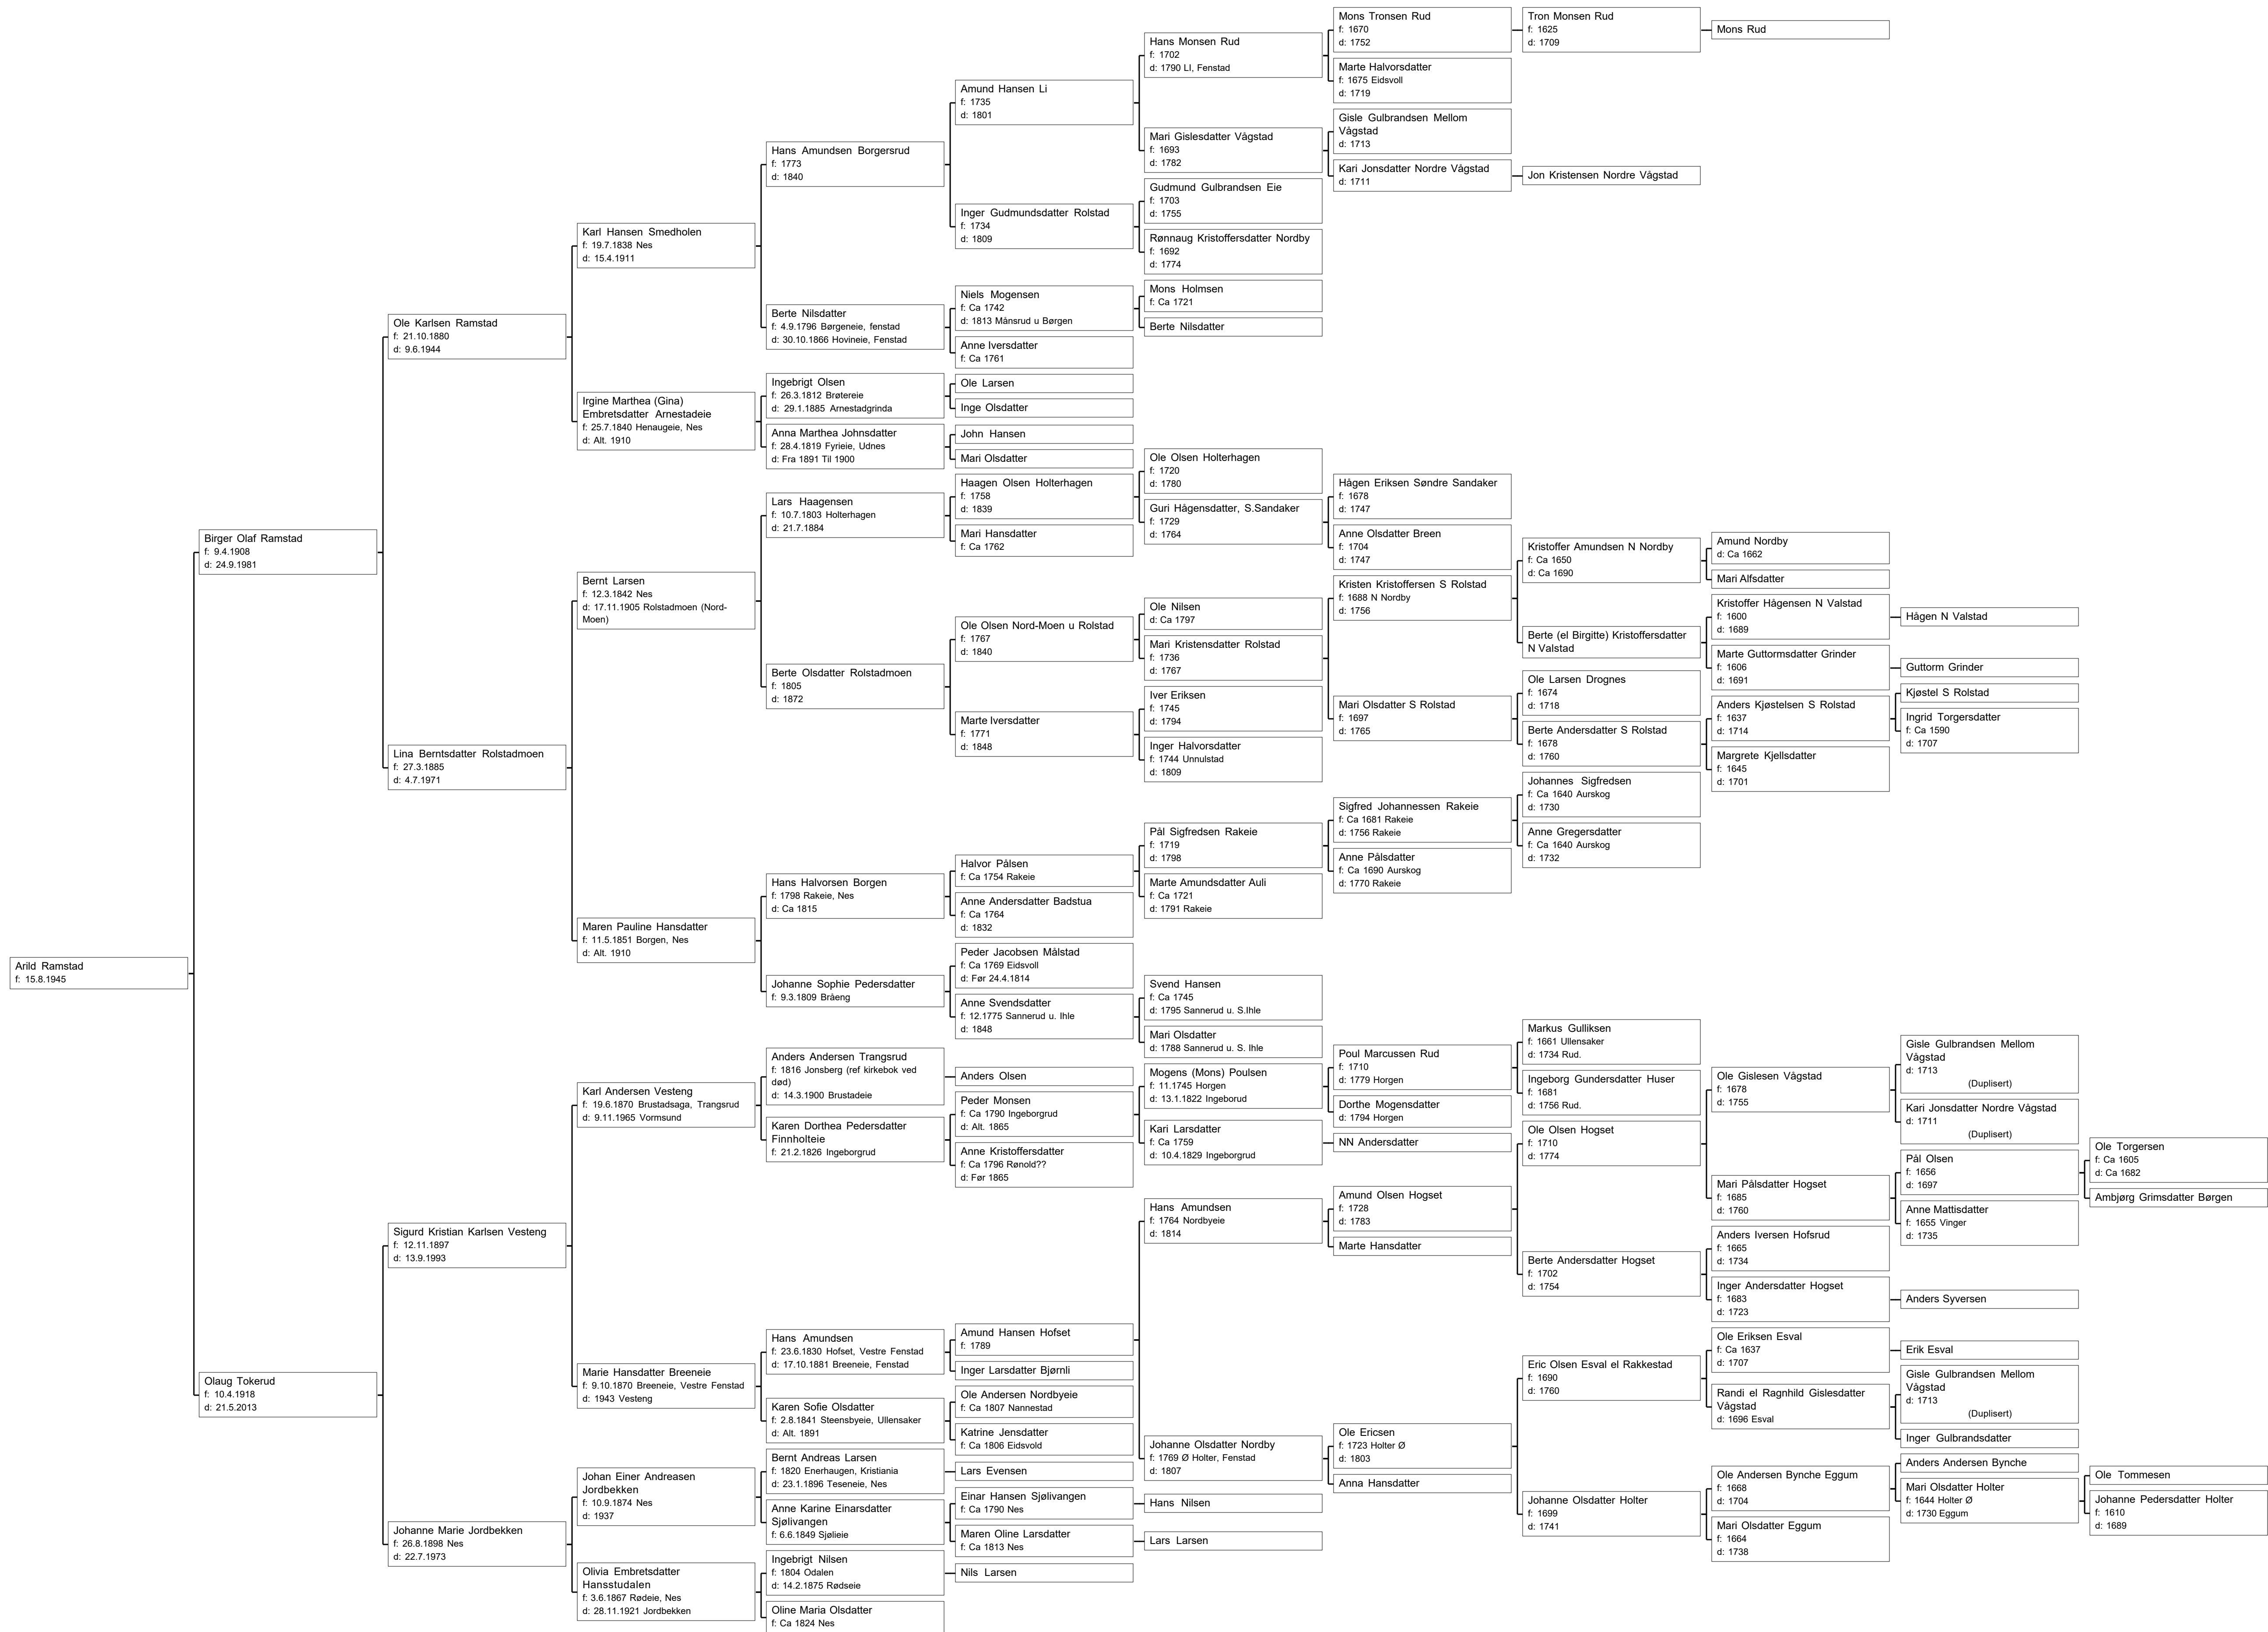 Arild Ramstad
f: 15.8.1945
Birger Olaf Ramstad
f: 9.4.1908
d: 24.9.1981
Olaug Tokerud
f: 10.4.1918
d: 21.5.2013
Ole Karlsen Ramstad
f: 21.10.1880
d: 9.6.1944
Lina Berntsdatter Rolstadmoen
f: 27.3.1885
d: 4.7.1971
Sigurd Kristian Karlsen Vesteng
f: 12.11.1897
d: 13.9.1993
Johanne Marie Jordbekken
f: 26.8.1898 Nes
d: 22.7.1973
Karl Hansen Smedholen
f: 19.7.1838 Nes
d: 15.4.1911
Irgine Marthea (Gina)
Embretsdatter Arnestadeie
f: 25.7.1840 Henaugeie, Nes
d: Alt. 1910
Bernt Larsen
f: 12.3.1842 Nes
d: 17.11.1905 Rolstadmoen (Nord-
Moen)
Maren Pauline Hansdatter
f: 11.5.1851 Borgen, Nes
d: Alt. 1910
Karl Andersen Vesteng
f: 19.6.1870 Brustadsaga, Trangsrud
d: 9.11.1965 Vormsund
Marie Hansdatter Breeneie
f: 9.10.1870 Breeneie, Vestre Fenstad
d: 1943 Vesteng
Johan Einer Andreasen
Jordbekken
f: 10.9.1874 Nes
d: 1937
Olivia Embretsdatter
Hansstudalen
f: 3.6.1867 Rødeie, Nes
d: 28.11.1921 Jordbekken
Hans Amundsen Borgersrud
f: 1773
d: 1840
Berte Nilsdatter
f: 4.9.1796 Børgeneie, fenstad
d: 30.10.1866 Hovineie, Fenstad
Ingebrigt Olsen
f: 26.3.1812 Brøtereie
d: 29.1.1885 Arnestadgrinda
Anna Marthea Johnsdatter
f: 28.4.1819 Fyrieie, Udnes
d: Fra 1891 Til 1900
Lars Haagensen
f: 10.7.1803 Holterhagen
d: 21.7.1884
Berte Olsdatter Rolstadmoen
f: 1805
d: 1872
Hans Halvorsen Borgen
f: 1798 Rakeie, Nes
d: Ca 1815
Johanne Sophie Pedersdatter
f: 9.3.1809 Bråeng
Anders Andersen Trangsrud
f: 1816 Jonsberg (ref kirkebok ved
død)
d: 14.3.1900 Brustadeie
Karen Dorthea Pedersdatter
Finnholteie
f: 21.2.1826 Ingeborgrud
Hans Amundsen
f: 23.6.1830 Hofset, Vestre Fenstad
d: 17.10.1881 Breeneie, Fenstad
Karen Sofie Olsdatter
f: 2.8.1841 Steensbyeie, Ullensaker
d: Alt. 1891
Bernt Andreas Larsen
f: 1820 Enerhaugen, Kristiania
d: 23.1.1896 Teseneie, Nes
Anne Karine Einarsdatter
Sjølivangen
f: 6.6.1849 Sjølieie
Ingebrigt Nilsen
f: 1804 Odalen
d: 14.2.1875 Rødseie
Oline Maria Olsdatter
f: Ca 1824 Nes
Amund Hansen Li
f: 1735
d: 1801
Inger Gudmundsdatter Rolstad
f: 1734
d: 1809
Niels Mogensen
f: Ca 1742
d: 1813 Månsrud u Børgen
Anne Iversdatter
f: Ca 1761
Ole Larsen
Inge Olsdatter
John Hansen
Mari Olsdatter
Haagen Olsen Holterhagen
f: 1758
d: 1839
Mari Hansdatter
f: Ca 1762
Ole Olsen Nord-Moen u Rolstad
f: 1767
d: 1840
Marte Iversdatter
f: 1771
d: 1848
Halvor Pålsen
f: Ca 1754 Rakeie
Anne Andersdatter Badstua
f: Ca 1764
d: 1832
Peder Jacobsen Målstad
f: Ca 1769 Eidsvoll
d: Før 24.4.1814
Anne Svendsdatter
f: 12.1775 Sannerud u. Ihle
d: 1848
Anders Olsen
Peder Monsen
f: Ca 1790 Ingeborgrud
d: Alt. 1865
Anne Kristoffersdatter
f: Ca 1796 Rønold??
d: Før 1865
Amund Hansen Hofset
f: 1789
Inger Larsdatter Bjørnli
Ole Andersen Nordbyeie
f: Ca 1807 Nannestad
Katrine Jensdatter
f: Ca 1806 Eidsvold
Lars Evensen
Einar Hansen Sjølivangen
f: Ca 1790 Nes
Maren Oline Larsdatter
f: Ca 1813 Nes
Nils Larsen
Hans Monsen Rud
f: 1702
d: 1790 LI, Fenstad
Mari Gislesdatter Vågstad
f: 1693
d: 1782
Gudmund Gulbrandsen Eie
f: 1703
d: 1755
Rønnaug Kristoffersdatter Nordby
f: 1692
d: 1774
Mons Holmsen
f: Ca 1721
Berte Nilsdatter
Ole Olsen Holterhagen
f: 1720
d: 1780
Guri Hågensdatter, S.Sandaker
f: 1729
d: 1764
Ole Nilsen
d: Ca 1797
Mari Kristensdatter Rolstad
f: 1736
d: 1767
Iver Eriksen
f: 1745
d: 1794
Inger Halvorsdatter
f: 1744 Unnulstad
d: 1809
Pål Sigfredsen Rakeie
f: 1719
d: 1798
Marte Amundsdatter Auli
f: Ca 1721
d: 1791 Rakeie
Svend Hansen
f: Ca 1745
d: 1795 Sannerud u. S.Ihle
Mari Olsdatter
d: 1788 Sannerud u. S. Ihle
Mogens (Mons) Poulsen
f: 11.1745 Horgen
d: 13.1.1822 Ingeborud
Kari Larsdatter
f: Ca 1759
d: 10.4.1829 Ingeborgrud
Hans Amundsen
f: 1764 Nordbyeie
d: 1814
Johanne Olsdatter Nordby
f: 1769 Ø Holter, Fenstad
d: 1807
Hans Nilsen
Lars Larsen
Mons Tronsen Rud
f: 1670
d: 1752
Marte Halvorsdatter
f: 1675 Eidsvoll
d: 1719
Gisle Gulbrandsen Mellom
Vågstad
d: 1713
Kari Jonsdatter Nordre Vågstad
d: 1711
Hågen Eriksen Søndre Sandaker
f: 1678
d: 1747
Anne Olsdatter Breen
f: 1704
d: 1747
Kristen Kristoffersen S Rolstad
f: 1688 N Nordby
d: 1756
Mari Olsdatter S Rolstad
f: 1697
d: 1765
Sigfred Johannessen Rakeie
f: Ca 1681 Rakeie
d: 1756 Rakeie
Anne Pålsdatter
f: Ca 1690 Aurskog
d: 1770 Rakeie
Poul Marcussen Rud
f: 1710
d: 1779 Horgen
Dorthe Mogensdatter
d: 1794 Horgen
NN Andersdatter
Amund Olsen Hogset
f: 1728
d: 1783
Marte Hansdatter
Ole Ericsen
f: 1723 Holter Ø
d: 1803
Anna Hansdatter
Tron Monsen Rud
f: 1625
d: 1709
Jon Kristensen Nordre Vågstad
Kristoffer Amundsen N Nordby
f: Ca 1650
d: Ca 1690
Berte (el Birgitte) Kristoffersdatter
N Valstad
Ole Larsen Drognes
f: 1674
d: 1718
Berte Andersdatter S Rolstad
f: 1678
d: 1760
Johannes Sigfredsen
f: Ca 1640 Aurskog
d: 1730
Anne Gregersdatter
f: Ca 1640 Aurskog
d: 1732
Markus Gulliksen
f: 1661 Ullensaker
d: 1734 Rud.
Ingeborg Gundersdatter Huser
f: 1681
d: 1756 Rud.
Ole Olsen Hogset
f: 1710
d: 1774
Berte Andersdatter Hogset
f: 1702
d: 1754
Eric Olsen Esval el Rakkestad
f: 1690
d: 1760
Johanne Olsdatter Holter
f: 1699
d: 1741
Mons Rud
Amund Nordby
d: Ca 1662
Mari Alfsdatter
Kristoffer Hågensen N Valstad
f: 1600
d: 1689
Marte Guttormsdatter Grinder
f: 1606
d: 1691
Anders Kjøstelsen S Rolstad
f: 1637
d: 1714
Margrete Kjellsdatter
f: 1645
d: 1701
Ole Gislesen Vågstad
f: 1678
d: 1755
Mari Pålsdatter Hogset
f: 1685
d: 1760
Anders Iversen Hofsrud
f: 1665
d: 1734
Inger Andersdatter Hogset
f: 1683
d: 1723
Ole Eriksen Esval
f: Ca 1637
d: 1707
Randi el Ragnhild Gislesdatter
Vågstad
d: 1696 Esval
Ole Andersen Bynche Eggum
f: 1668
d: 1704
Mari Olsdatter Eggum
f: 1664
d: 1738
Hågen N Valstad
Guttorm Grinder
Kjøstel S Rolstad
Ingrid Torgersdatter
f: Ca 1590
d: 1707
Gisle Gulbrandsen Mellom
Vågstad
d: 1713
(Duplisert)
Kari Jonsdatter Nordre Vågstad
d: 1711
(Duplisert)
Pål Olsen
f: 1656
d: 1697
Anne Mattisdatter
f: 1655 Vinger
d: 1735
Anders Syversen
Erik Esval
Gisle Gulbrandsen Mellom
Vågstad
d: 1713
(Duplisert)
Inger Gulbrandsdatter
Anders Andersen Bynche
Mari Olsdatter Holter
f: 1644 Holter Ø
d: 1730 Eggum
Ole Torgersen
f: Ca 1605
d: Ca 1682
Ambjørg Grimsdatter Børgen
Ole Tommesen
Johanne Pedersdatter Holter
f: 1610
d: 1689